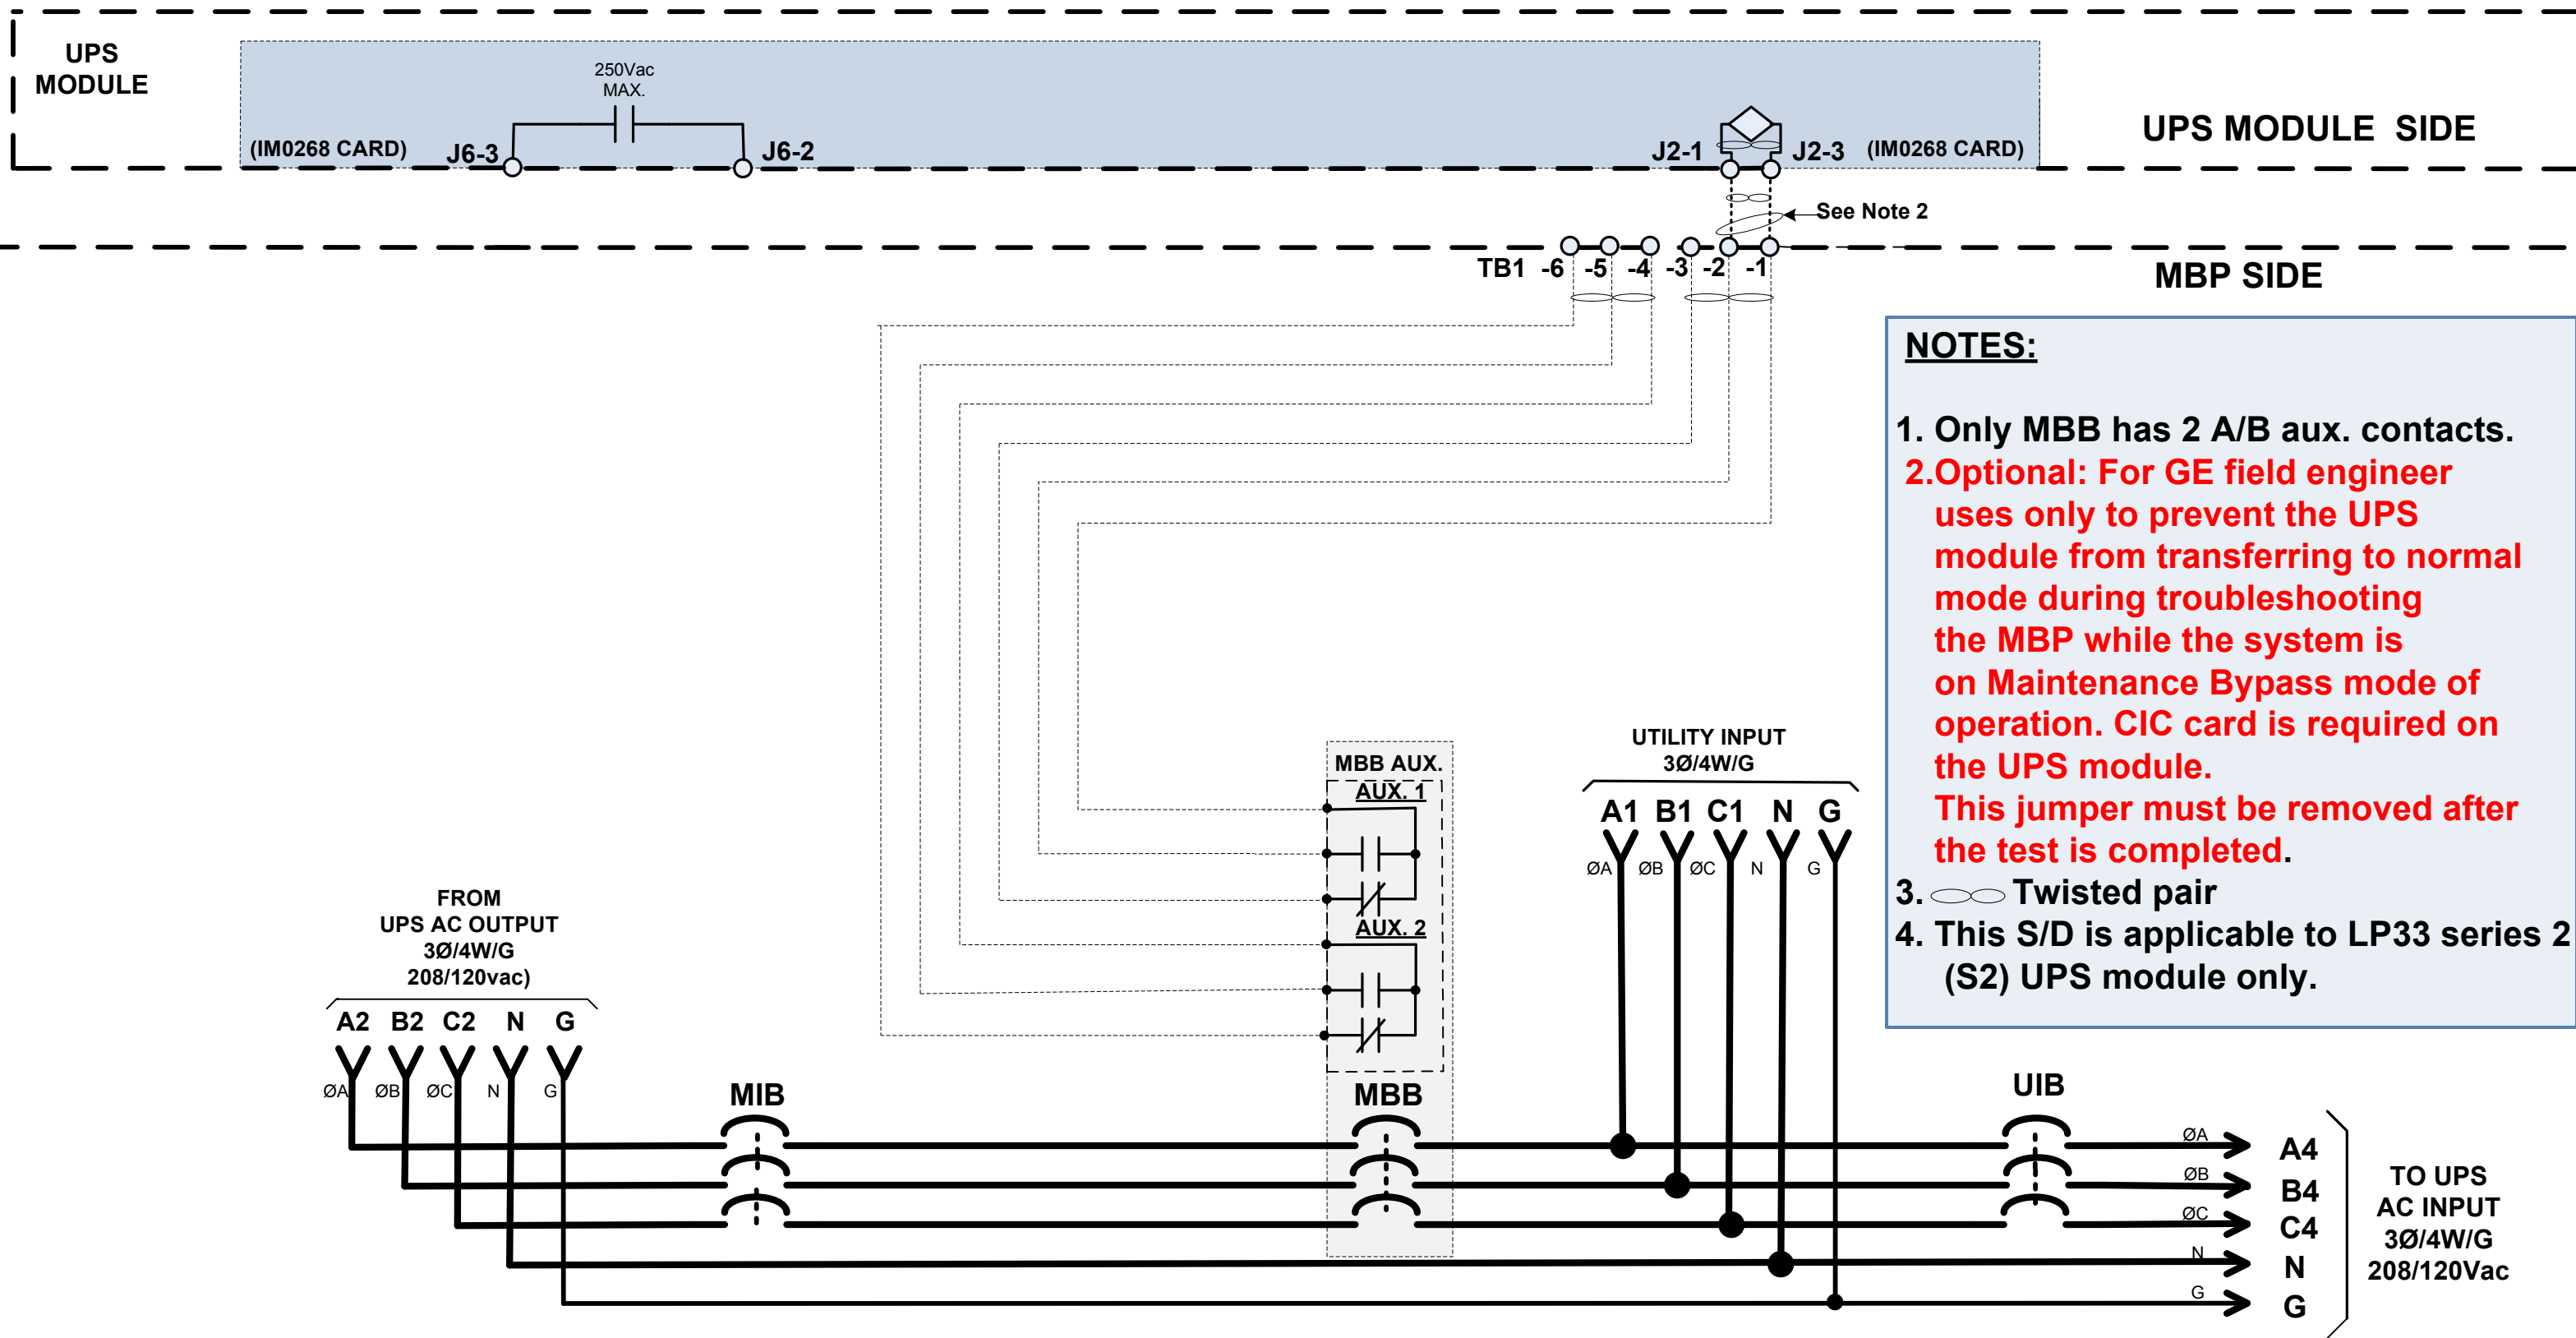 UPS
MODULE
250Vac
MAX.
(IM0268 CARD)
J6-3
J6-2
J2-1
J2-3
(IM0268 CARD)
UPS MODULE SIDE
See Note 2
TB1 -6 -5 -4 -3 -2 -1
MBP SIDE
NOTES:
1. Only MBB has 2 A/B aux. contacts.
2.Optional: For GE field engineer
uses only to prevent the UPS
module from transferring to normal
mode during troubleshooting
the MBP while the system is
on Maintenance Bypass mode of
operation. CIC card is required on
the UPS module.
This jumper must be removed after
the test is completed.
3. Twisted pair
4. This S/D is applicable to LP33 series 2
(S2) UPS module only.
MBB AUX.
AUX. 1
AUX. 2
UTILITY INPUT
3Ø/4W/G
A1 B1 C1 N G
ØA ØB ØC N G
FROM
UPS AC OUTPUT
3Ø/4W/G
208/120vac)
A2 B2 C2 N G
ØA ØB ØC N G
MIB
MBB
UIB
ØA
A4
ØB
B4
ØC
C4
N
N
G
G
TO UPS
AC INPUT
3Ø/4W/G
208/120Vac